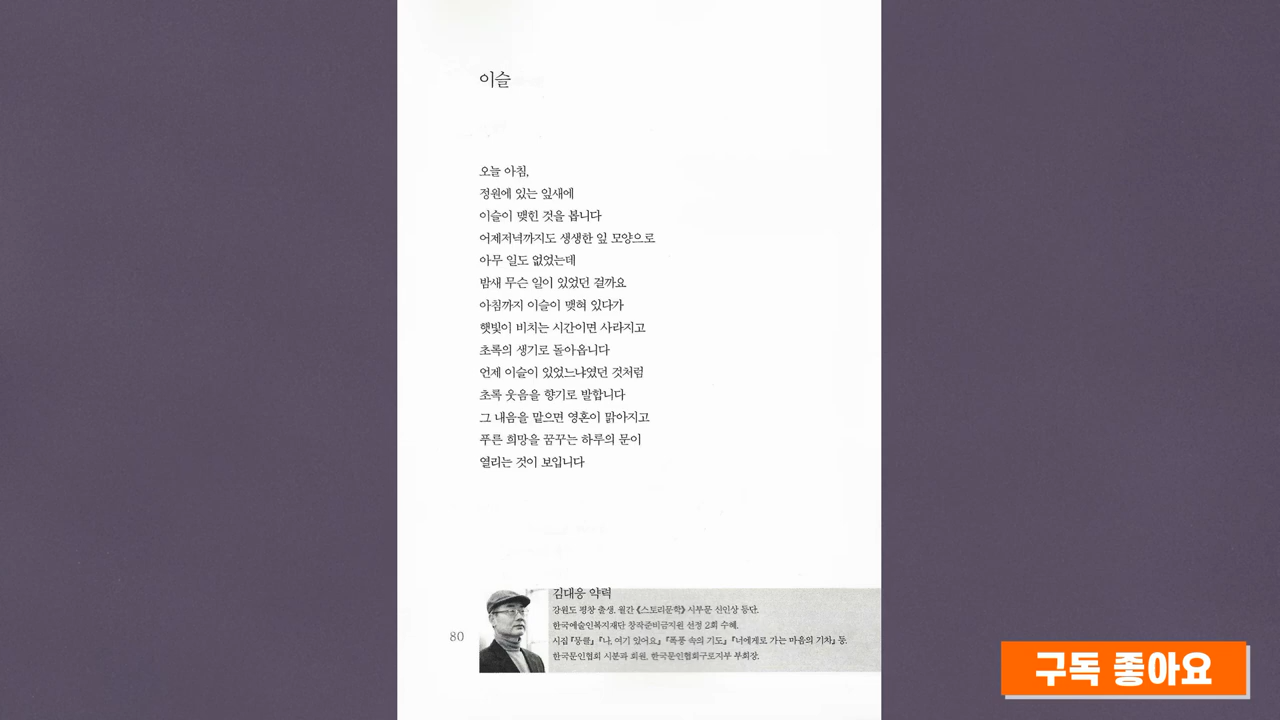 이슬
오늘 아침,
정원에 있는 잎새에
이슬이 맺힌 것을 봅니다
어제저녁까지도 생생한 잎 모양으로
아무 일도 없었는데
밤새 무슨 일이 있었던 걸까요
아침까지 이슬이 맺혀 있다가
햇빛이 비치는 시간이면 사라지고
초록의 생기로 돌아옵니다
언제 이슬이 있었느냐였던 것처럼
초록 웃음을 향기로 발합니다
그 내음을 맡으면 영혼이 맑아지고
푸른 희망을 꿈꾸는 하루의 문이
열리는 것이 보입니다
김대응 약력
강원도 평창 출생. 월간 《스토리문학》 시부문 신인상 등단.
한국예술인복지재단 창작준비금지원 선정 2회 수혜.
시집 『뭉클』 『나, 여기 있어요』 『폭풍 속의 기도』 『너에게로 가는 마음의 기차』 등.
한국문인협회 시분과 회원, 한국문인협회구로지부 부회장.
80
구독 좋아요